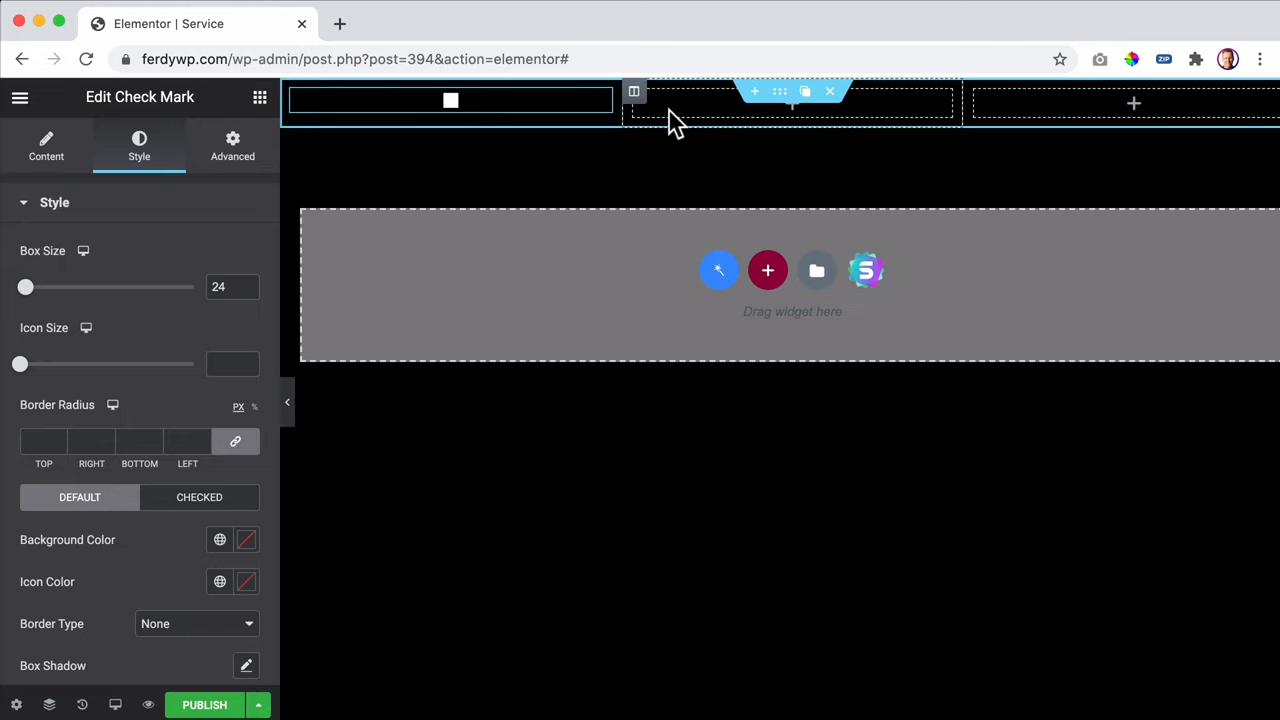 Elementor | Service
ferdywp.com/wp-admin/post.php?post=394&action=elementor#
ZIP
Edit Check Mark
Content
Style
Advanced
Style
Box Size
24
Icon Size
Border Radius
PX %
TOP RIGHT BOTTOM LEFT
DEFAULT CHECKED
Background Color
Icon Color
Border Type None
Box Shadow
PUBLISH
S
Drag widget here